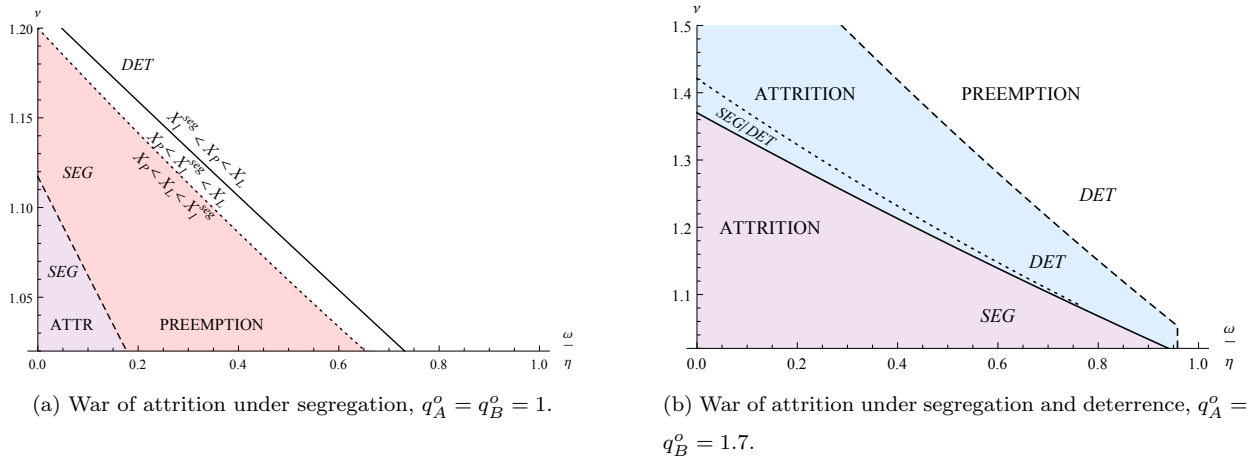 ν
1.20
DET
1.15
X_I^{seg} < X_P < X_L
X_P < X_I^{seg} < X_L
X_P < X_L < X_I^{seg}
SEG
1.10
SEG
1.05
ATTR PREEMPTION
ω/η
0.0 0.2 0.4 0.6 0.8 1.0
(a) War of attrition under segregation, q_A^o = q_B^o = 1.
ν
1.5
1.4
ATTRITION PREEMPTION
SEG/DET
1.3
DET
1.2
ATTRITION
DET
1.1
SEG
ω/η
0.0 0.2 0.4 0.6 0.8 1.0
(b) War of attrition under segregation and deterrence, q_A^o =
q_B^o = 1.7.